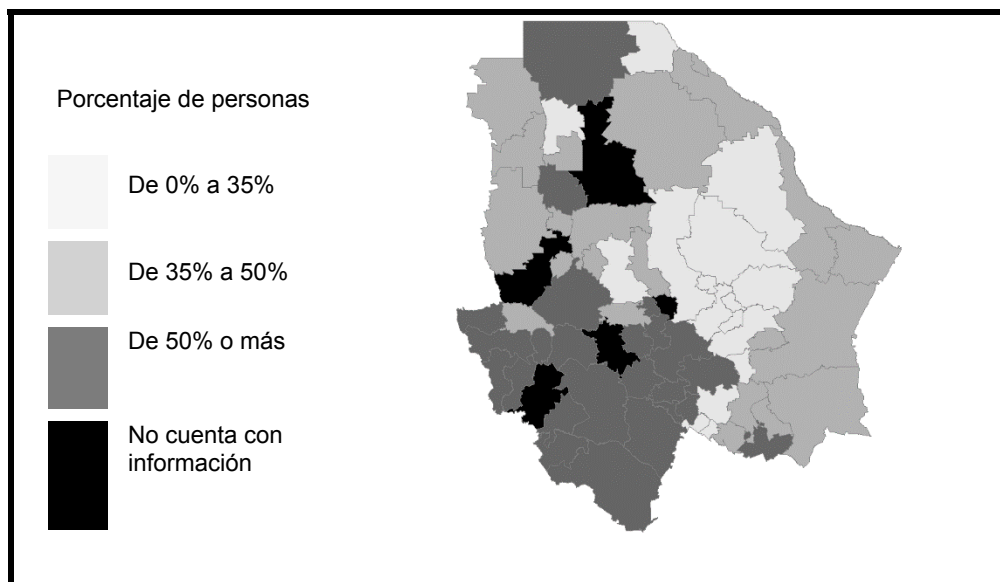 Porcentaje de personas
De 0% a 35%
De 35% a 50%
De 50% o más
No cuenta con
información